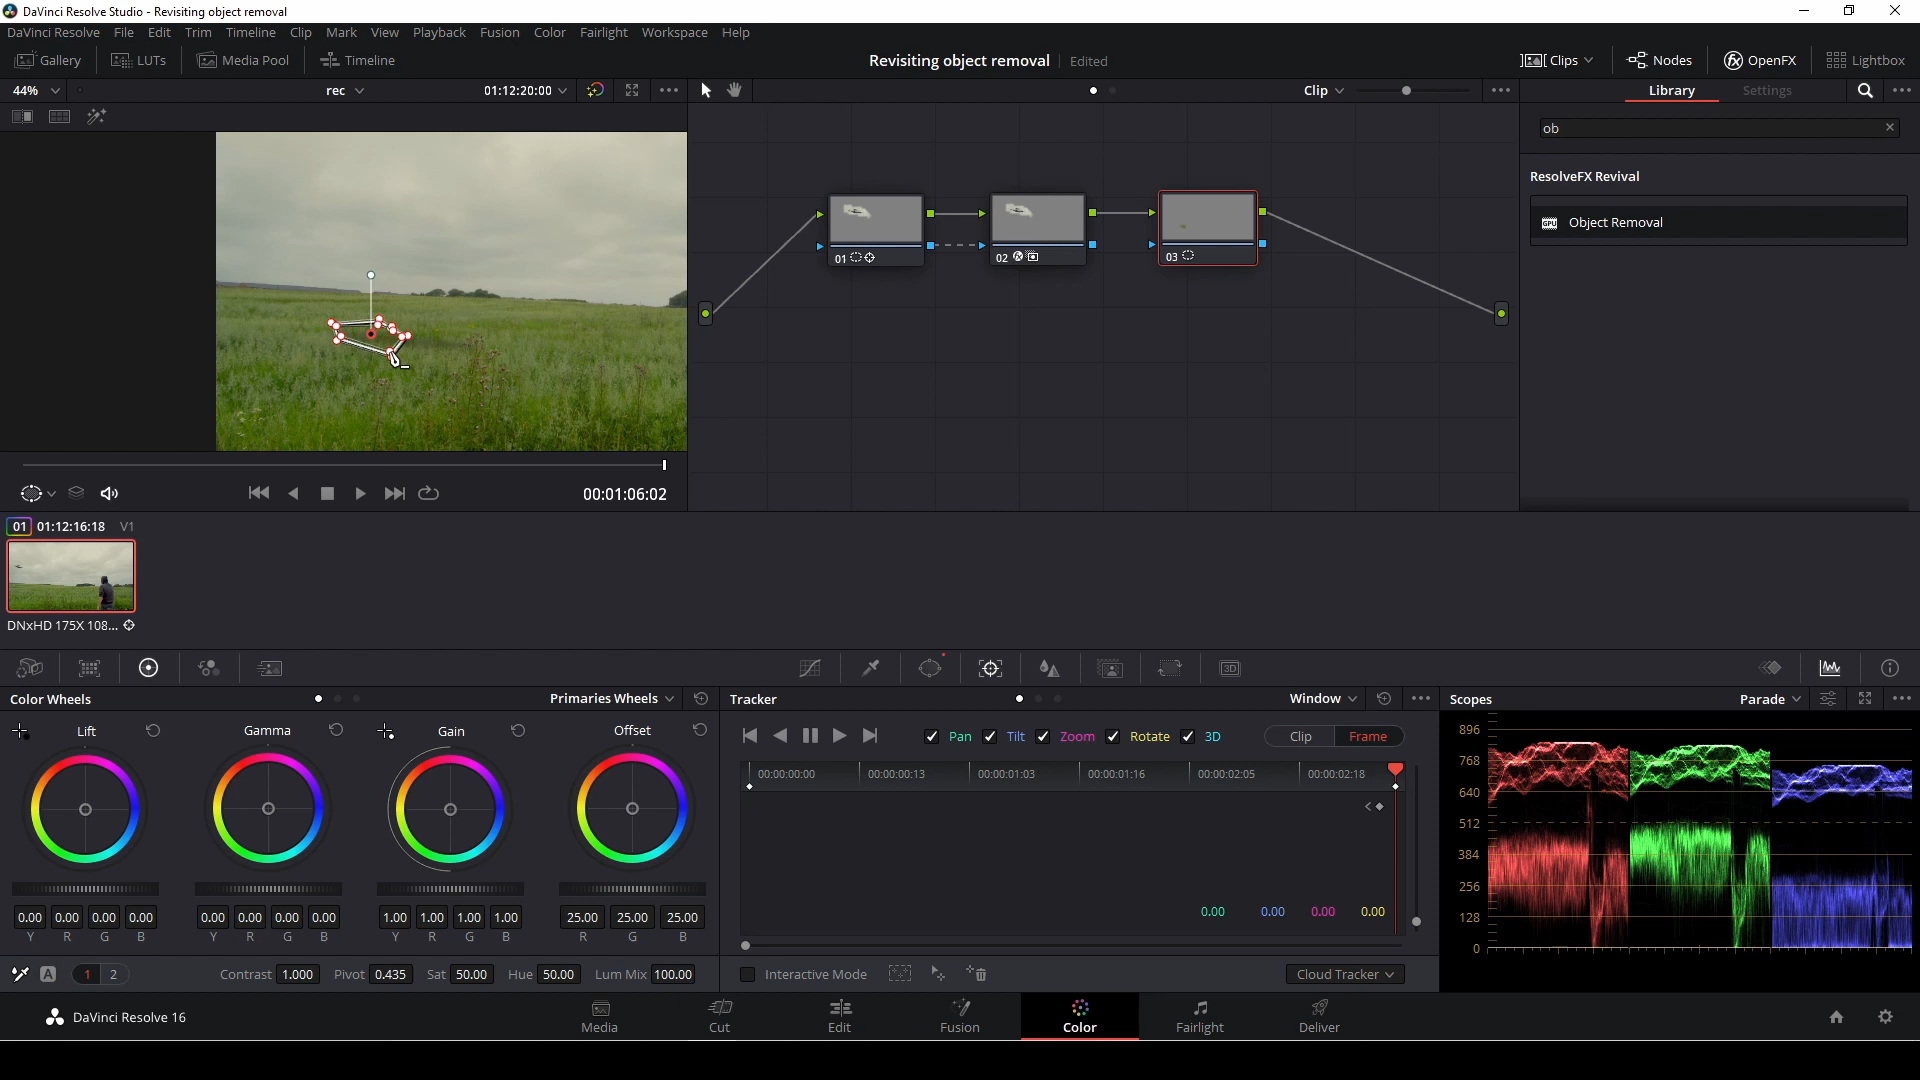 DaVinci Resolve Studio - Revisiting object removal
DaVinci Resolve File Edit Trim Timeline Clip Mark View Playback Fusion Color Fairlight Workspace Help
Gallery LUTs Media Pool Timeline Revisiting object removal Edited Clips Nodes OpenFX Lightbox
44% rec 01:12:20:00 Clip Library Settings
ob
ResolveFX Revival
Object Removal
GPU
01 02 03
00:01:06:02
01 01:12:16:18 V1
DNxHD 175X 108...
3D
Color Wheels Primaries Wheels Tracker Window Scopes Parade
Lift Gamma Gain Offset
Pan Tilt Zoom Rotate 3D Clip Frame
00:00:00:00 00:00:00:13 00:00:01:03 00:00:01:16 00:00:02:05 00:00:02:18
896
768
640
512
384
256
128
0
0.00 0.00 0.00 0.00 0.00 0.00 0.00 0.00 1.00 1.00 1.00 1.00 25.00 25.00 25.00
Y R G B Y R G B Y R G B R G B
0.00 0.00 0.00 0.00
A 1 2 Contrast 1.000 Pivot 0.435 Sat 50.00 Hue 50.00 Lum Mix 100.00
Interactive Mode Cloud Tracker
DaVinci Resolve 16 Media Cut Edit Fusion Color Fairlight Deliver